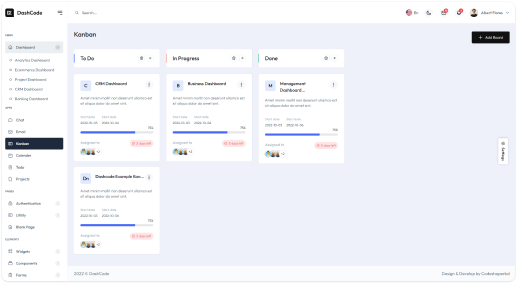 DashCode
Search...
En
Albert Flores
MENU
Dashboard
Analytics Dashboard
Ecommerce Dashboard
Project Dashboard
CRM Dashboard
Banking Dashboard
APPS
Chat
Email
Kanban
Calendar
Todo
Projects
PAGES
Authentication
Utility
Blank Page
ELEMENTS
Widgets
Components
Forms
Kanban
+ Add Board
To Do
C
CRM Dashboard
Amet minim mollit non deserunt ullamco est
sit aliqua dolor do amet sint.
Start date
Start date
2022-10-03
2022-10-06
75%
Assigned to
+2
3 days left
Dn
Dashcode Example Kan...
Amet minim mollit non deserunt ullamco est
sit aliqua dolor do amet sint.
Start date
Start date
2022-10-03
2022-10-06
75%
Assigned to
+2
3 days left
In Progress
B
Business Dashboard
Amet minim mollit non deserunt ullamco est
sit aliqua dolor do amet sint.
Start date
Start date
2022-10-03
2022-10-06
75%
Assigned to
+2
3 days left
Done
M
Management
Dashboard...
Amet minim mollit non deserunt ullamco est
sit aliqua dolor do amet sint.
Start date
Start date
2022-10-03
2022-10-06
75%
Assigned to
+2
3 days left
Settings
2022 © DashCode
Design & Develop by Codeshaperbd